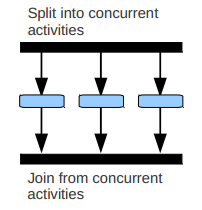 Split into concurrent
activities
Join from concurrent
activities